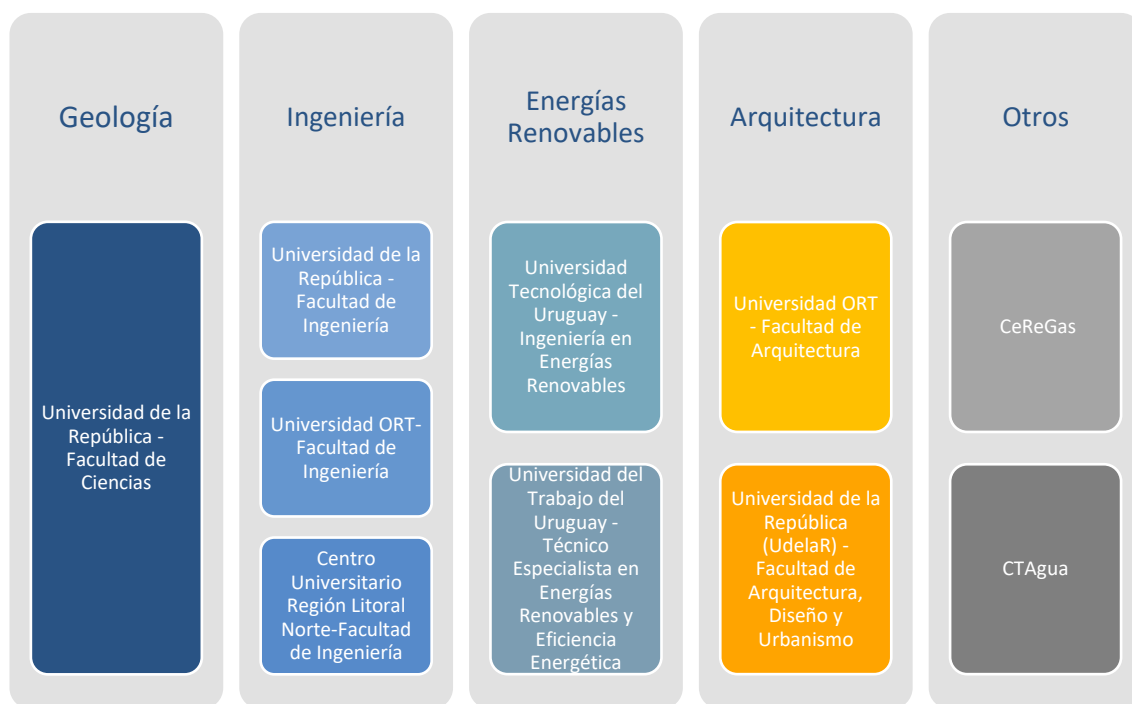 Geología
Universidad de la
República -
Facultad de
Ciencias
Ingeniería
Universidad de la
República -
Facultad de
Ingeniería
Universidad ORT-
Facultad de
Ingeniería
Centro
Universitario
Región Litoral
Norte-Facultad
de Ingeniería
Energías
Renovables
Universidad
Tecnológica del
Uruguay -
Ingeniería en
Energías
Renovables
Universidad del
Trabajo del
Uruguay -
Técnico
Especialista en
Energías
Renovables y
Eficiencia
Energética
Arquitectura
Universidad ORT
- Facultad de
Arquitectura
Universidad de la
República
(UdelaR) -
Facultad de
Arquitectura,
Diseño y
Urbanismo
Otros
CeReGas
CTAgua